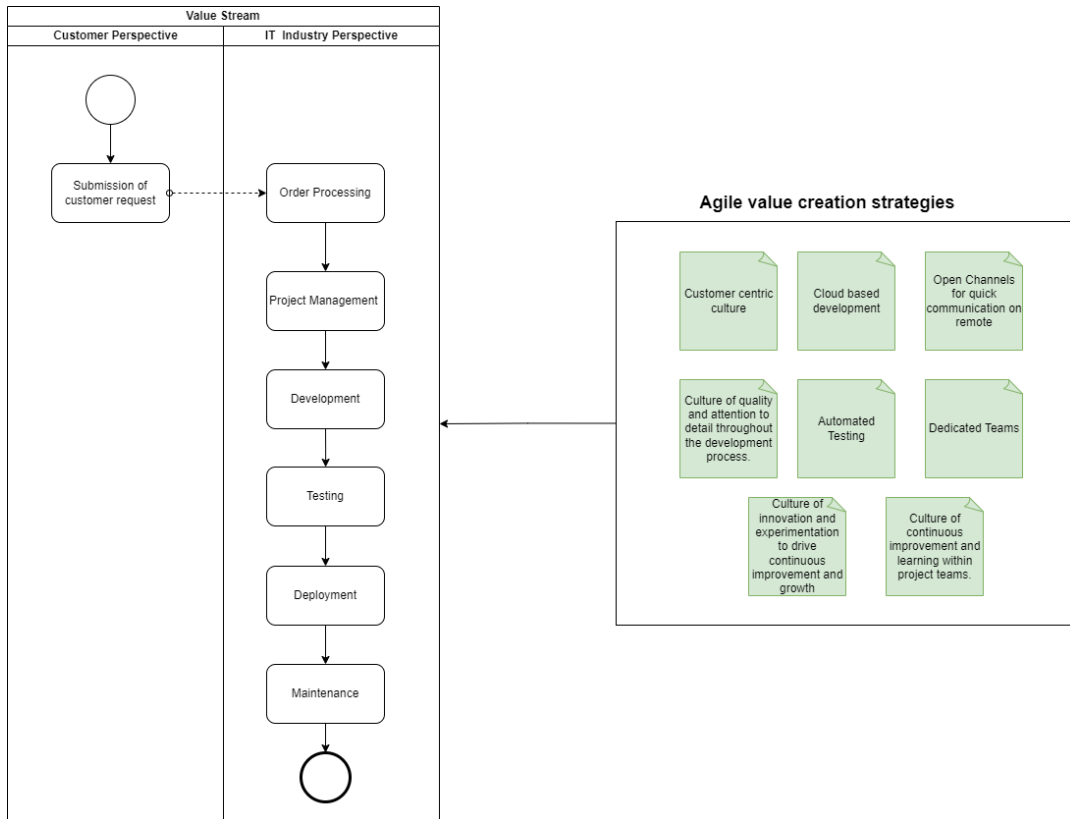 Value Stream
Customer Perspective
IT  Industry Perspective
Submission of
customer request
Order Processing
Project Management
Development
Testing
Deployment
Maintenance
Agile value creation strategies
Customer centric
culture
Cloud based
development
Open Channels
for quick
communication on
remote
Culture of quality
and attention to
detail throughout
the development
process.
Automated
Testing
Dedicated Teams
Culture of
innovation and
experimentation
to drive
continuous
improvement and
growth
Culture of
continuous
improvement and
learning within
project teams.